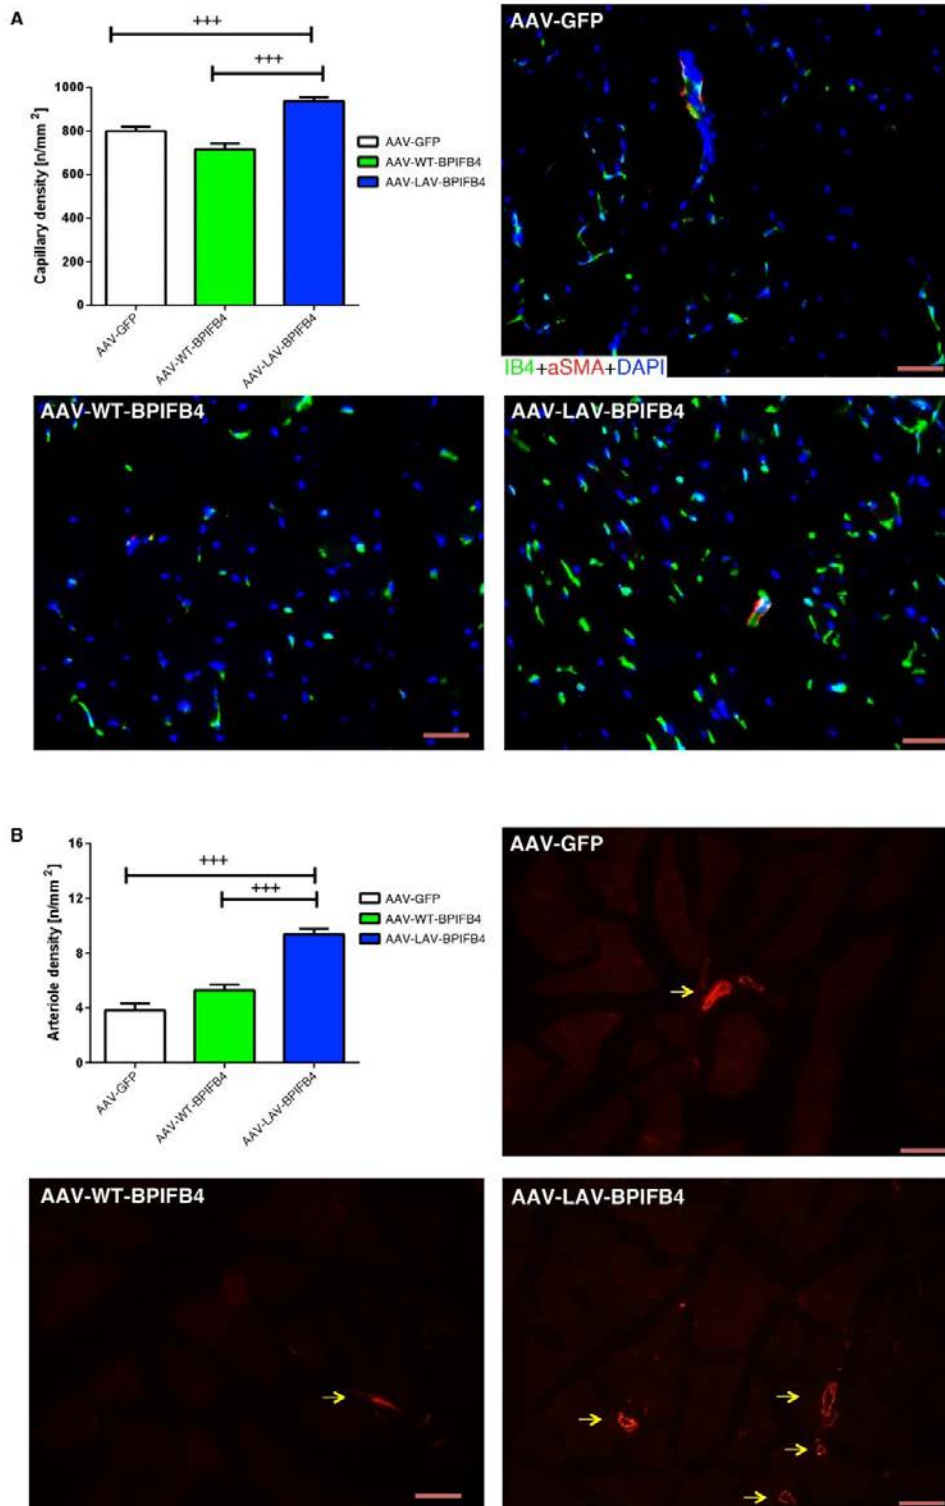 A
+++
+++
Capillary density [n/mm²]
1000
800
600
400
200
0
AAV-GFP
AAV-WT-BPIFB4
AAV-LAV-BPIFB4
AAV-GFP
AAV-WT-BPIFB4
AAV-LAV-BPIFB4
AAV-GFP
IB4+aSMA+DAPI
AAV-WT-BPIFB4
AAV-LAV-BPIFB4
B
+++
+++
Arteriole density [n/mm²]
16
12
8
4
0
AAV-GFP
AAV-WT-BPIFB4
AAV-LAV-BPIFB4
AAV-GFP
AAV-WT-BPIFB4
AAV-LAV-BPIFB4
AAV-GFP
AAV-WT-BPIFB4
AAV-LAV-BPIFB4